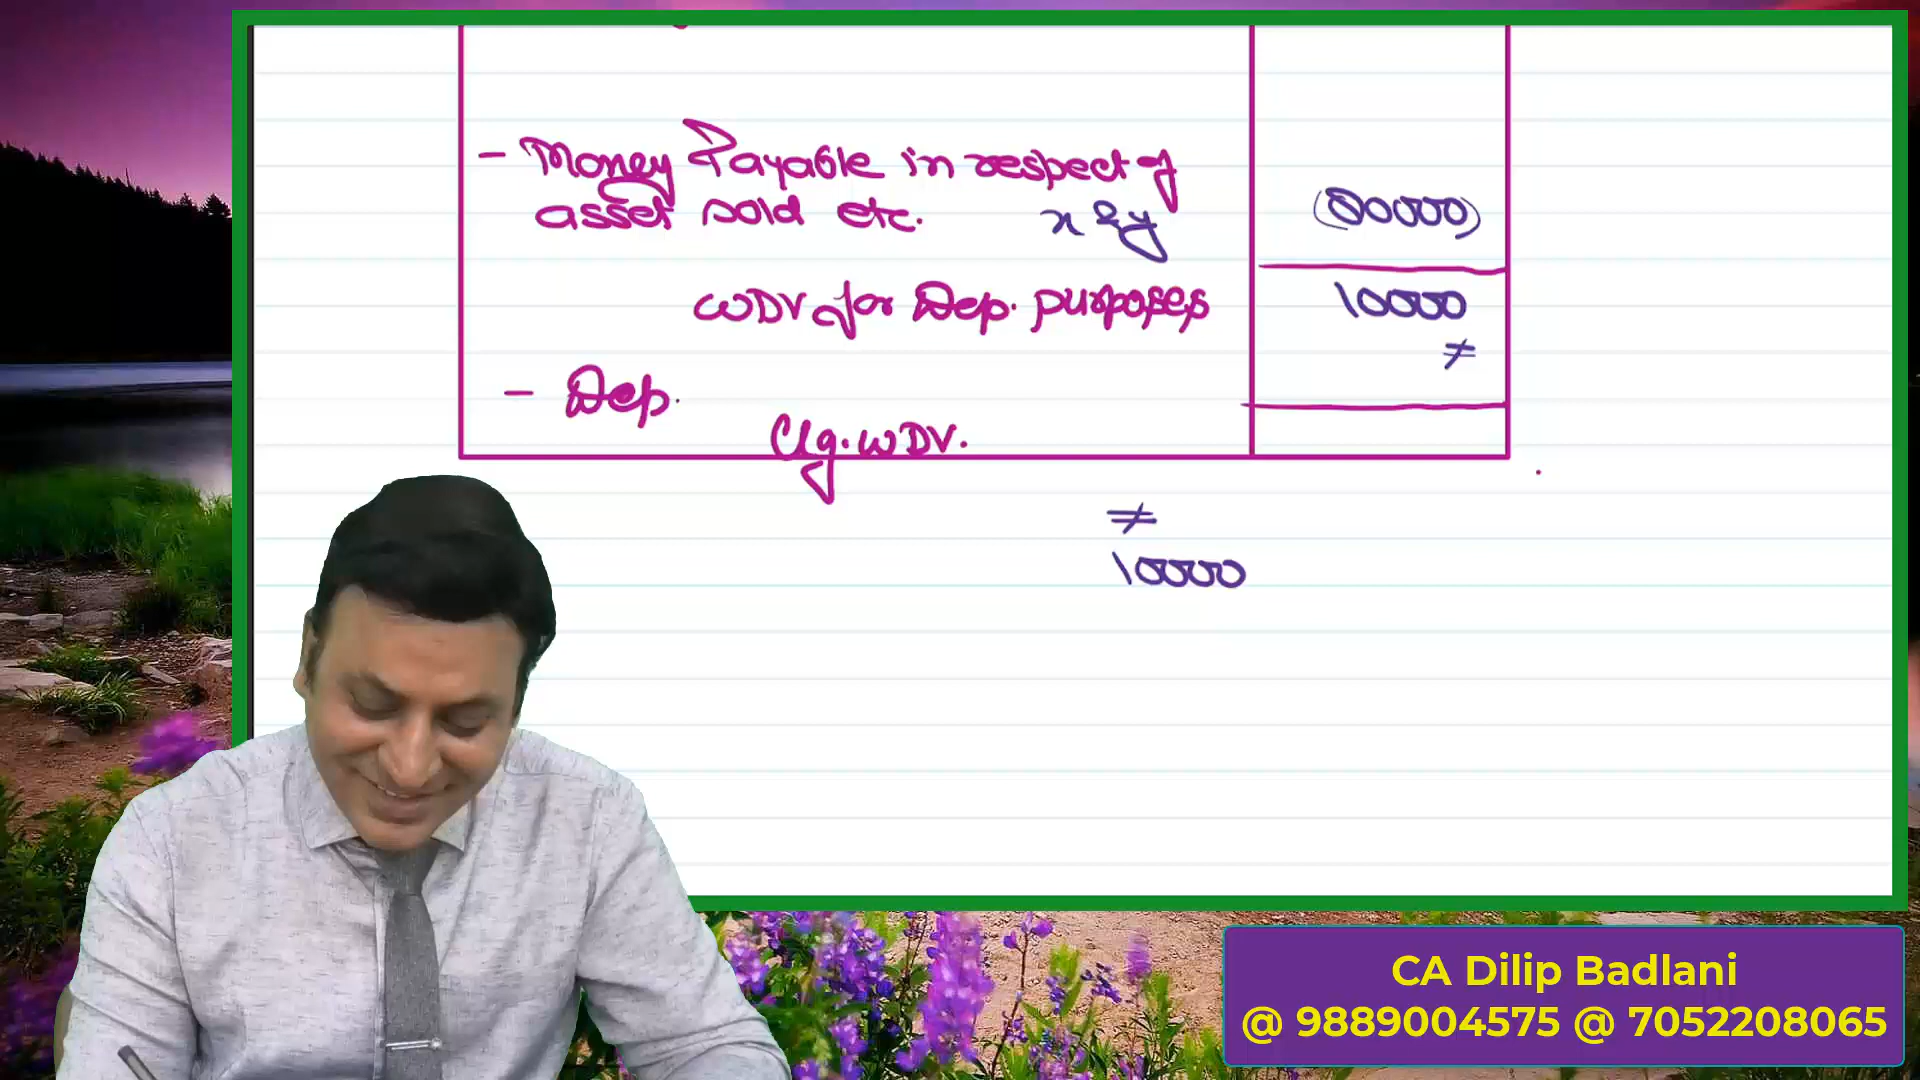 - Money Payable in respect of
asset sold etc. x & y (80000)
WDV for Dep. purposes 10000
≠
- Dep.
Clg. WDV.
≠
10000
CA Dilip Badlani
@ 9889004575 @ 7052208065